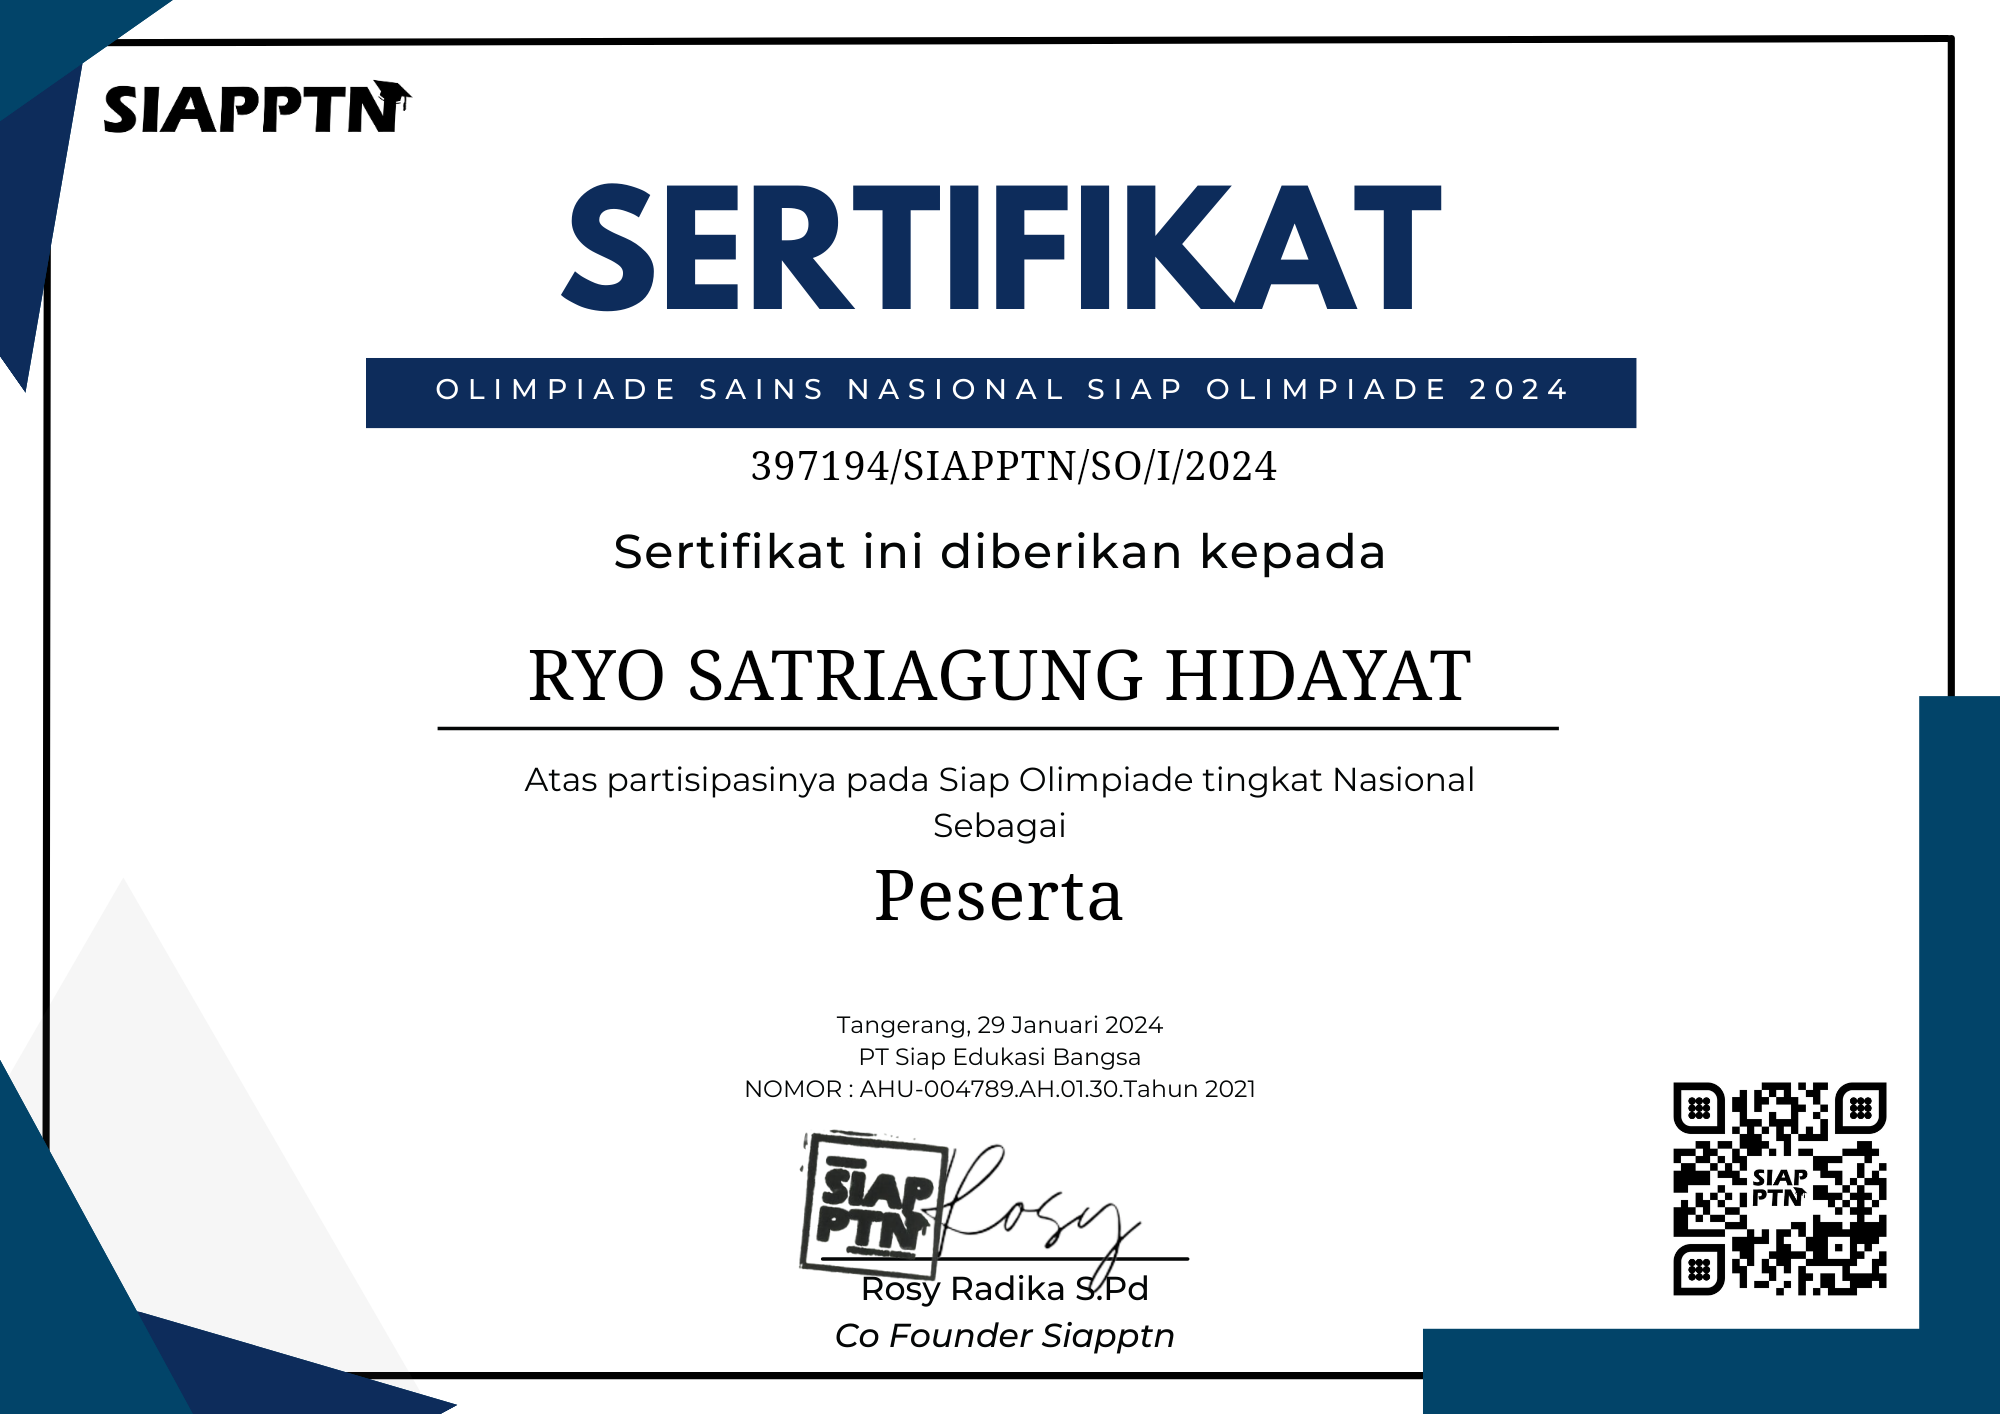 SIAPPTN
SERTIFIKAT
OLIMPIADE SAINS NASIONAL SIAP OLIMPIADE 2024
397194/SIAPPTN/SO/I/2024
Sertifikat ini diberikan kepada
RYO SATRIAGUNG HIDAYAT
Atas partisipasinya pada Siap Olimpiade tingkat Nasional
Sebagai
Peserta
Tangerang, 29 Januari 2024
PT Siap Edukasi Bangsa
NOMOR : AHU-004789.AH.01.30.Tahun 2021
SIAP
PTN
Rosy
Rosy Radika S.Pd
Co Founder Siapptn
SIAP
PTN